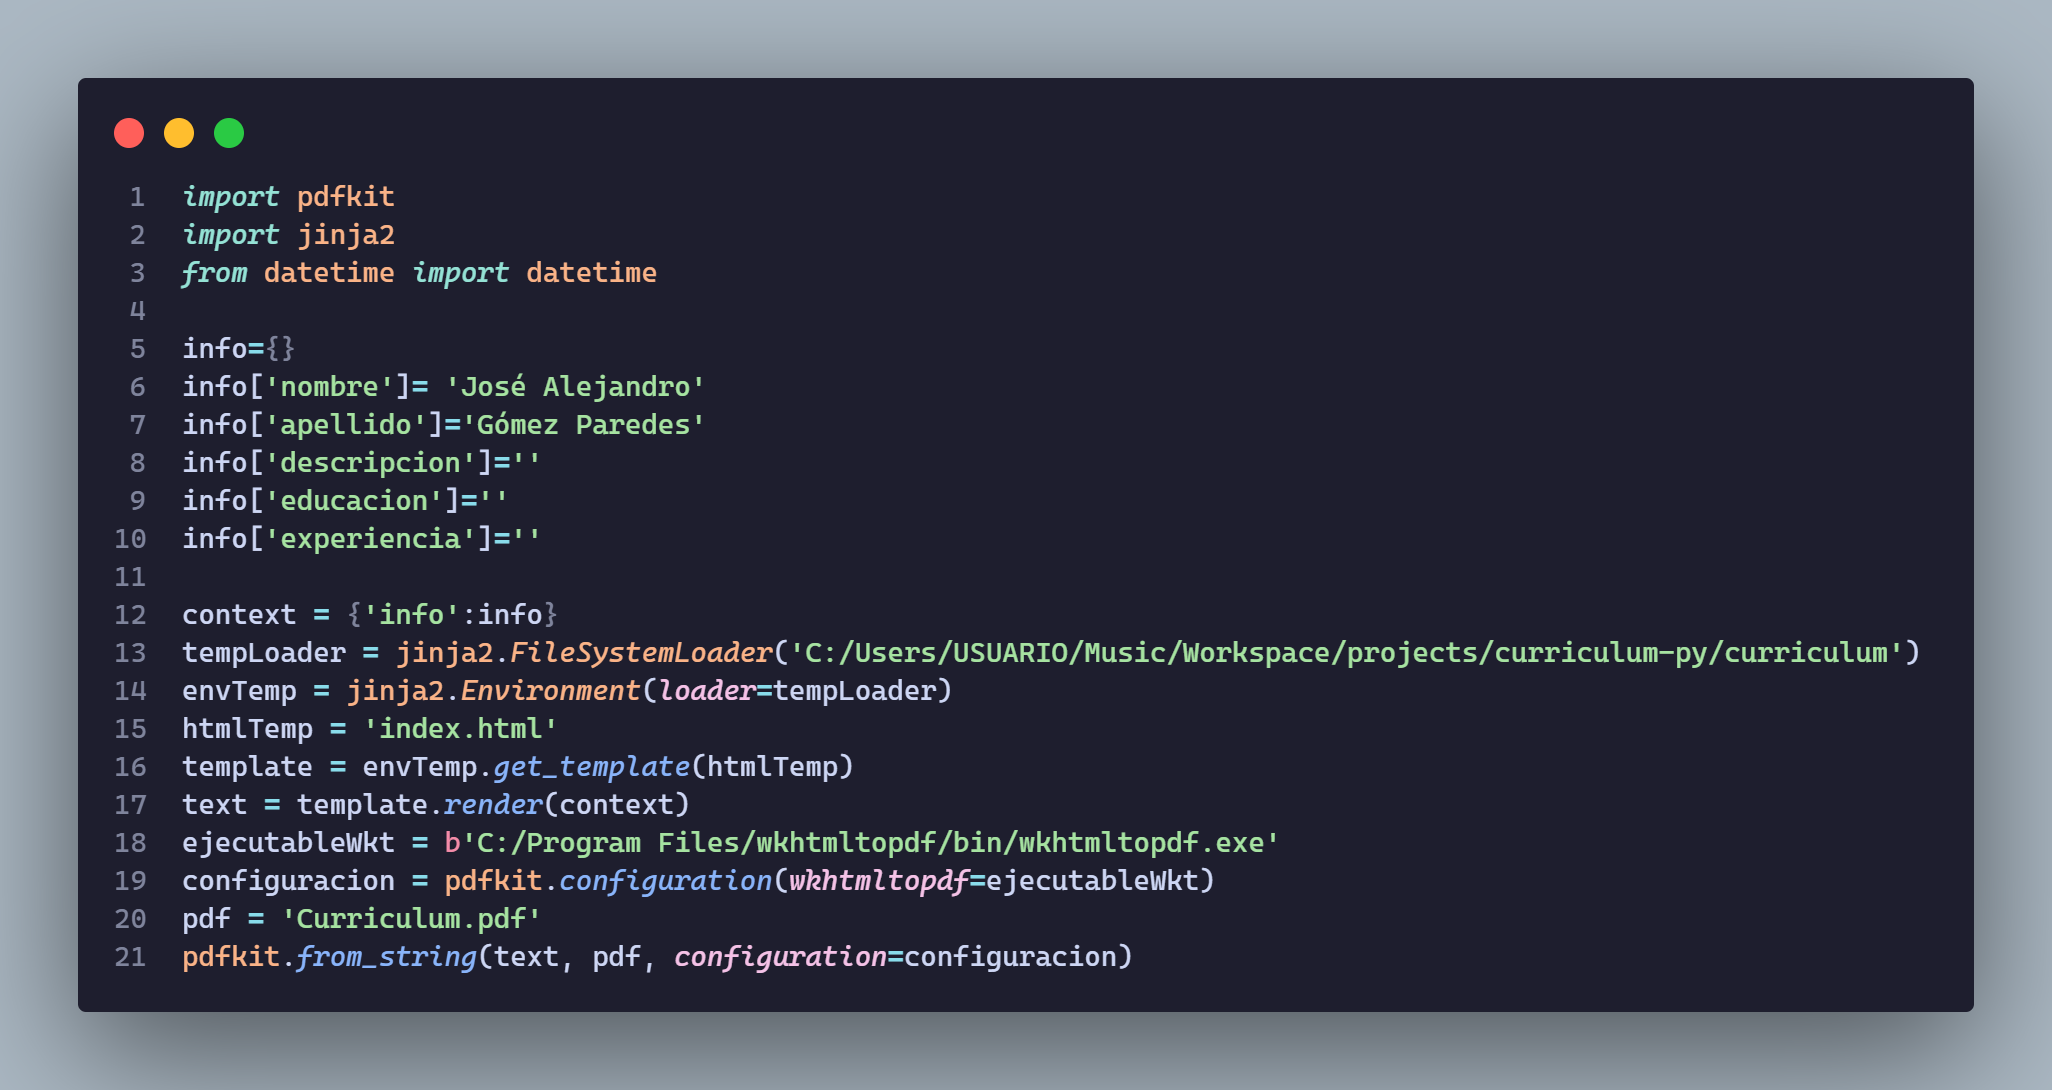 1 import pdfkit
2 import jinja2
3 from datetime import datetime
4
5 info={}
6 info['nombre']= 'José Alejandro'
7 info['apellido']='Gómez Paredes'
8 info['descripcion']=''
9 info['educacion']=''
10 info['experiencia']=''
11
12 context = {'info':info}
13 tempLoader = jinja2.FileSystemLoader('C:/Users/USUARIO/Music/Workspace/projects/curriculum-py/curriculum')
14 envTemp = jinja2.Environment(loader=tempLoader)
15 htmlTemp = 'index.html'
16 template = envTemp.get_template(htmlTemp)
17 text = template.render(context)
18 ejecutableWkt = b'C:/Program Files/wkhtmltopdf/bin/wkhtmltopdf.exe'
19 configuracion = pdfkit.configuration(wkhtmltopdf=ejecutableWkt)
20 pdf = 'Curriculum.pdf'
21 pdfkit.from_string(text, pdf, configuration=configuracion)